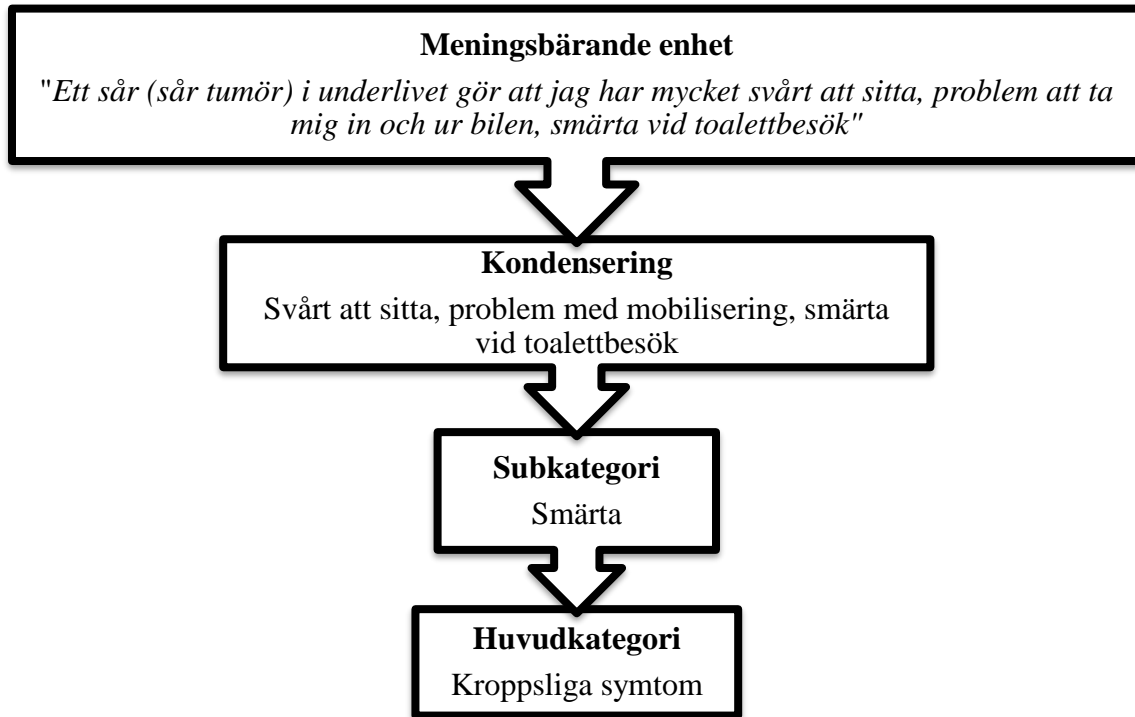 Meningsbärande enhet
"Ett sår (sår tumör) i underlivet gör att jag har mycket svårt att sitta, problem att ta
mig in och ur bilen, smärta vid toalettbesök"
Kondensering
Svårt att sitta, problem med mobilisering, smärta
vid toalettbesök
Subkategori
Smärta
Huvudkategori
Kroppsliga symtom